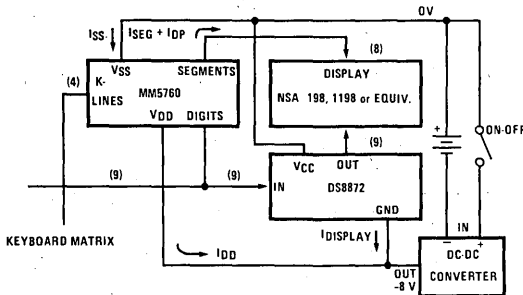 0V
ISS
ISEG + IDP
VSS SEGMENTS
(8)
(4)
K-LINES
MM5760
VDD DIGITS
DISPLAY
NSA 198, 1198 or EQUIV.
+
ON-OFF
(9)
VCC OUT
(9) (9)
IN
DS8872
GND
KEYBOARD MATRIX
IDISPLAY
IDD
IN
− +
DC-DC
CONVERTER
OUT
-8 V